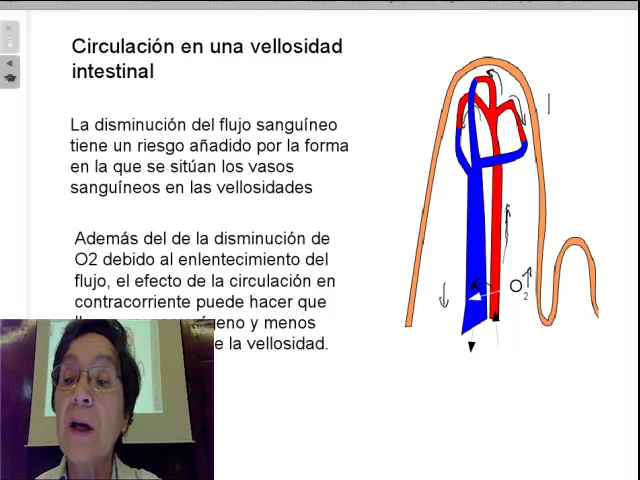 Circulación en una vellosidad
intestinal
La disminución del flujo sanguíneo
tiene un riesgo añadido por la forma
en la que se sitúan los vasos
sanguíneos en las vellosidades
Además del de la disminución de
O2 debido al enlentecimiento del
flujo, el efecto de la circulación en
contracorriente puede hacer que
y menos
la vellosidad.
O2